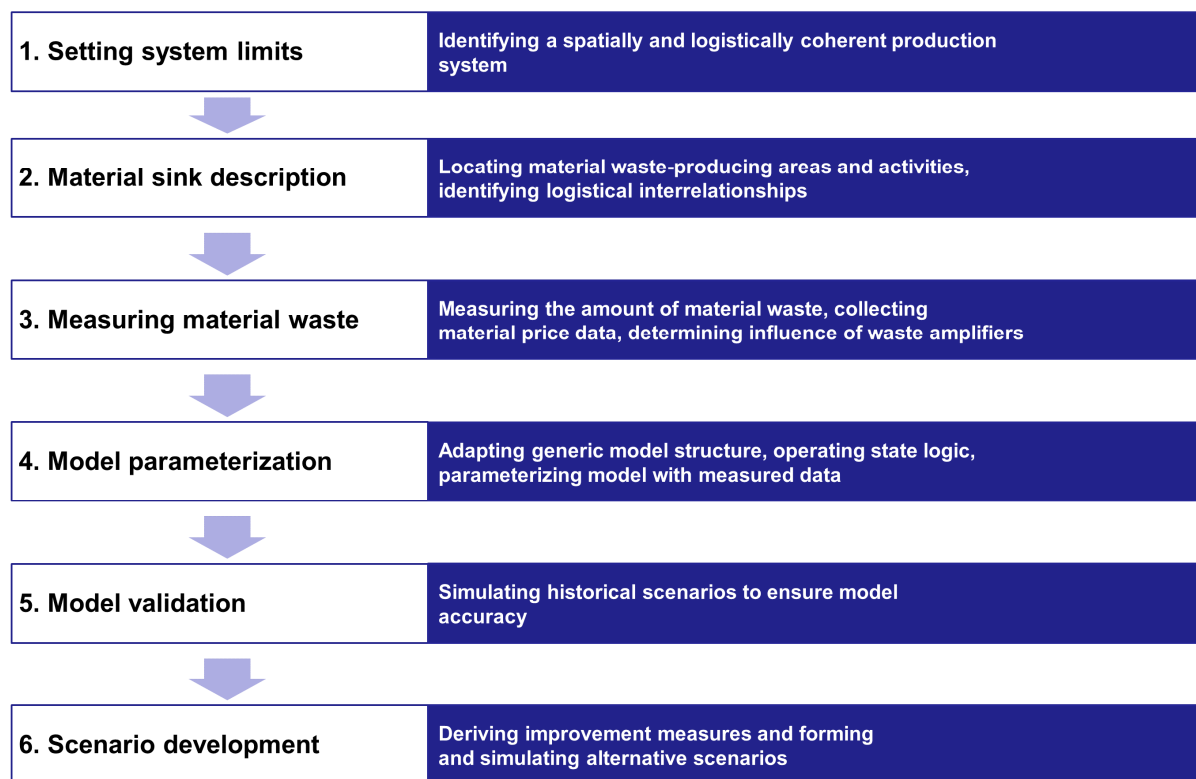 1. Setting system limits
Identifying a spatially and logistically coherent production
system
2. Material sink description
Locating material waste-producing areas and activities,
identifying logistical interrelationships
3. Measuring material waste
Measuring the amount of material waste, collecting
material price data, determining influence of waste amplifiers
4. Model parameterization
Adapting generic model structure, operating state logic,
parameterizing model with measured data
5. Model validation
Simulating historical scenarios to ensure model
accuracy
6. Scenario development
Deriving improvement measures and forming
and simulating alternative scenarios